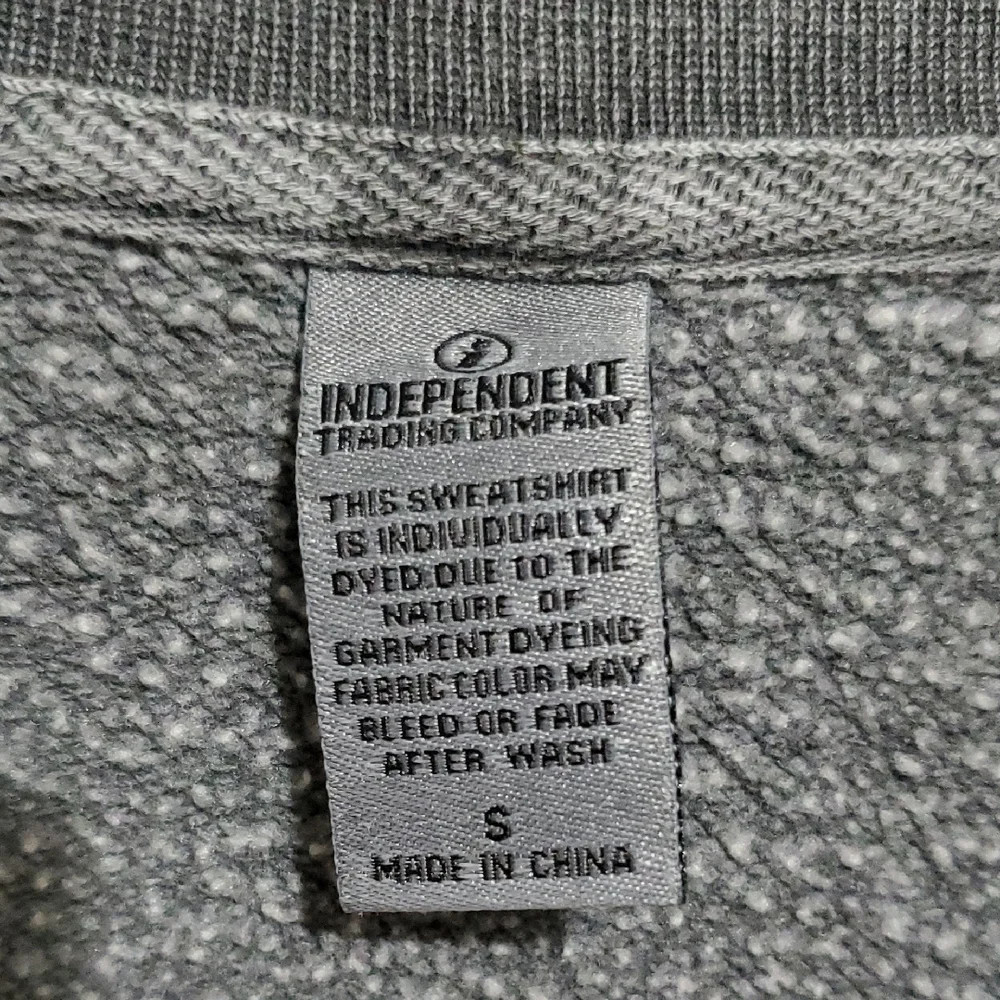 INDEPENDENT
TRADING COMPANY
THIS SWEATSHIRT
IS INDIVIDUALLY
DYED DUE TO THE
NATURE OF
GARMENT DYEING
FABRIC COLOR MAY
BLEED OR FADE
AFTER WASH
S
MADE IN CHINA